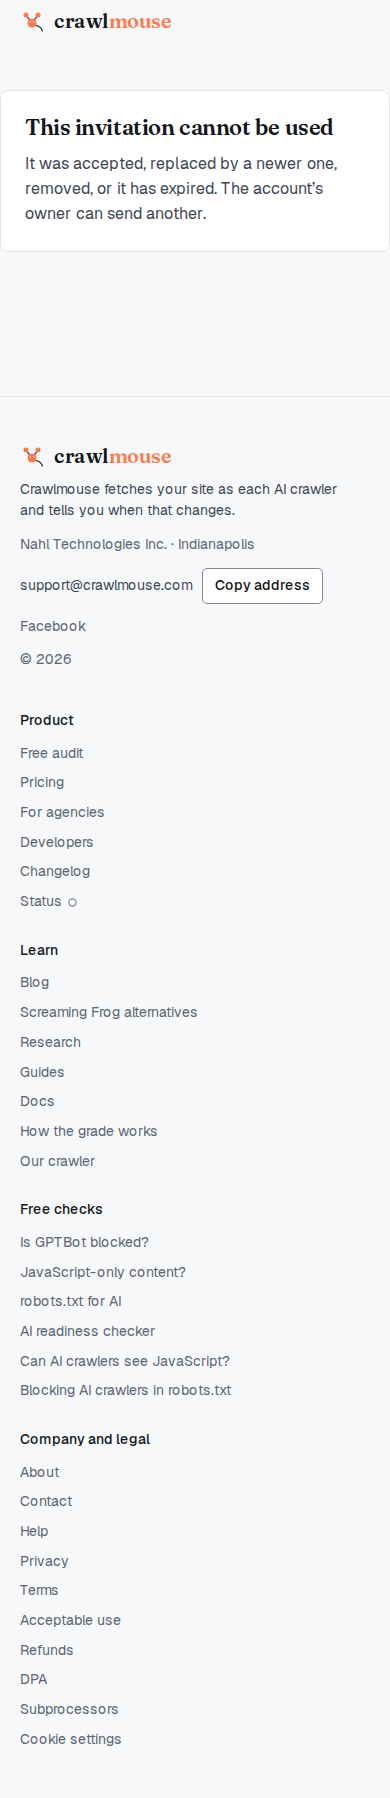 crawlmouse
This invitation cannot be used
It was accepted, replaced by a newer one,
removed, or it has expired. The account's
owner can send another.
crawlmouse
Crawlmouse fetches your site as each AI crawler
and tells you when that changes.
Nahl Technologies Inc. · Indianapolis
support@crawlmouse.com Copy address
Facebook
© 2026
Product
Free audit
Pricing
For agencies
Developers
Changelog
Status
Learn
Blog
Screaming Frog alternatives
Research
Guides
Docs
How the grade works
Our crawler
Free checks
Is GPTBot blocked?
JavaScript-only content?
robots.txt for AI
AI readiness checker
Can AI crawlers see JavaScript?
Blocking AI crawlers in robots.txt
Company and legal
About
Contact
Help
Privacy
Terms
Acceptable use
Refunds
DPA
Subprocessors
Cookie settings